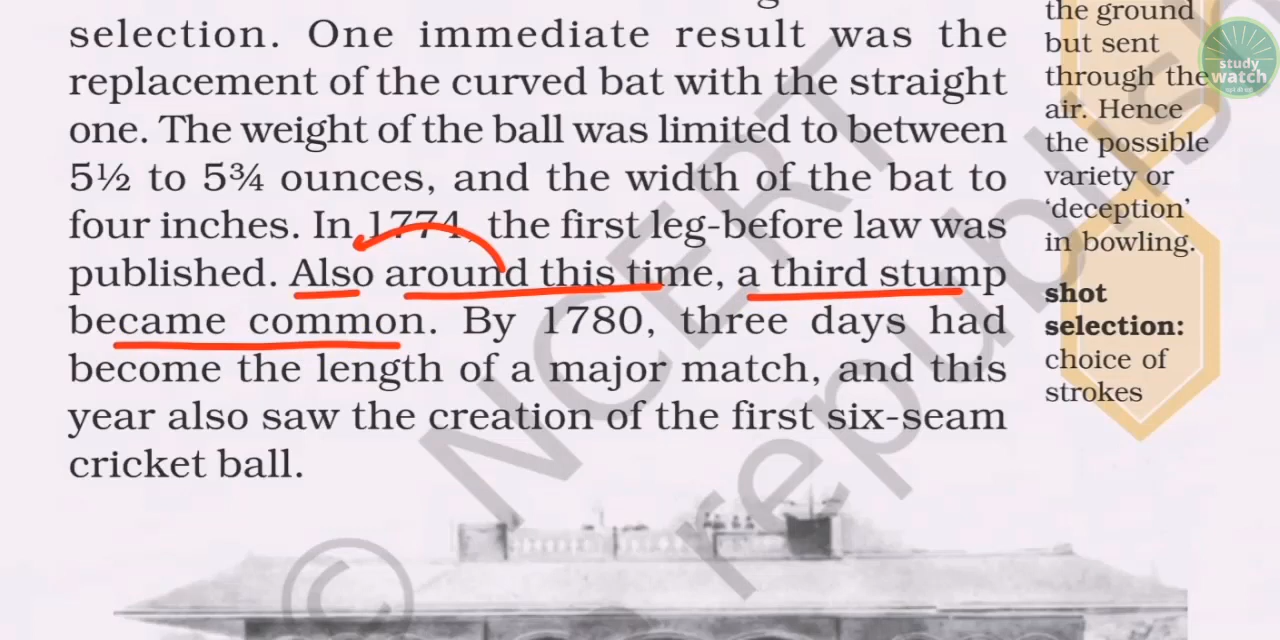 selection. One immediate result was the
replacement of the curved bat with the straight
one. The weight of the ball was limited to between
5½ to 5¾ ounces, and the width of the bat to
four inches. In 1774, the first leg-before law was
published. Also around this time, a third stump
became common. By 1780, three days had
become the length of a major match, and this
year also saw the creation of the first six-seam
cricket ball.
the ground
but sent
through the
air. Hence
the possible
variety or
‘deception’
in bowling.
shot
selection:
choice of
strokes
study
watch
© NCERT
republish